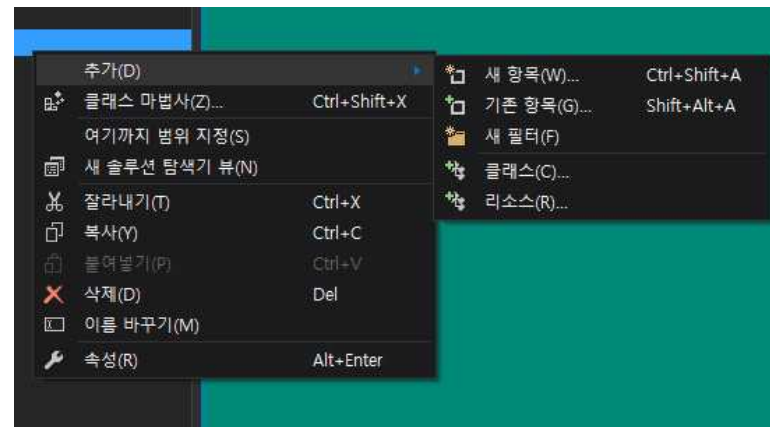 추가(D)
클래스 마법사(Z)... Ctrl+Shift+X
여기까지 범위 지정(S)
새 솔루션 탐색기 뷰(N)
잘라내기(T) Ctrl+X
복사(Y) Ctrl+C
붙여넣기(P) Ctrl+V
삭제(D) Del
이름 바꾸기(M)
속성(R) Alt+Enter
새 항목(W)... Ctrl+Shift+A
기존 항목(G)... Shift+Alt+A
새 필터(F)
클래스(C)...
리소스(R)...